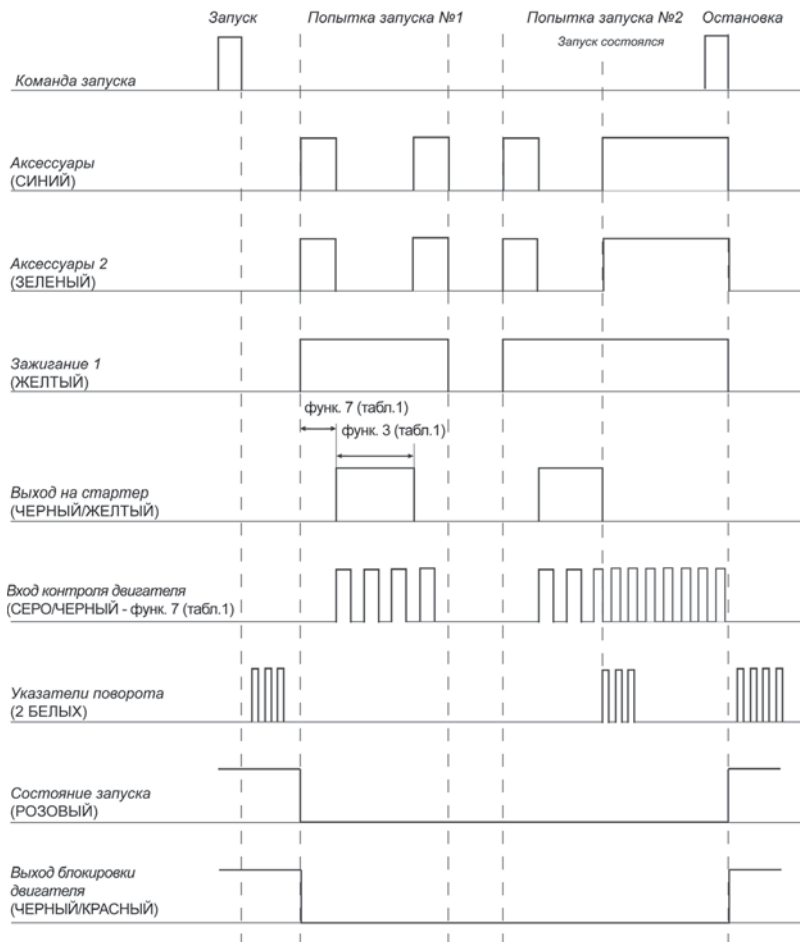 Запуск
Попытка запуска №1
Попытка запуска №2
Остановка
Запуск состоялся
Команда запуска
Аксессуары
(СИНИЙ)
Аксессуары 2
(ЗЕЛЕНЫЙ)
Зажигание 1
(ЖЕЛТЫЙ)
функ. 7 (табл.1)
функ. 3 (табл.1)
Выход на стартер
(ЧЕРНЫЙ/ЖЕЛТЫЙ)
Вход контроля двигателя
(СЕРО/ЧЕРНЫЙ - функ. 7 (табл.1)
Указатели поворота
(2 БЕЛЫХ)
Состояние запуска
(РОЗОВЫЙ)
Выход блокировки
двигателя
(ЧЕРНЫЙ/КРАСНЫЙ)